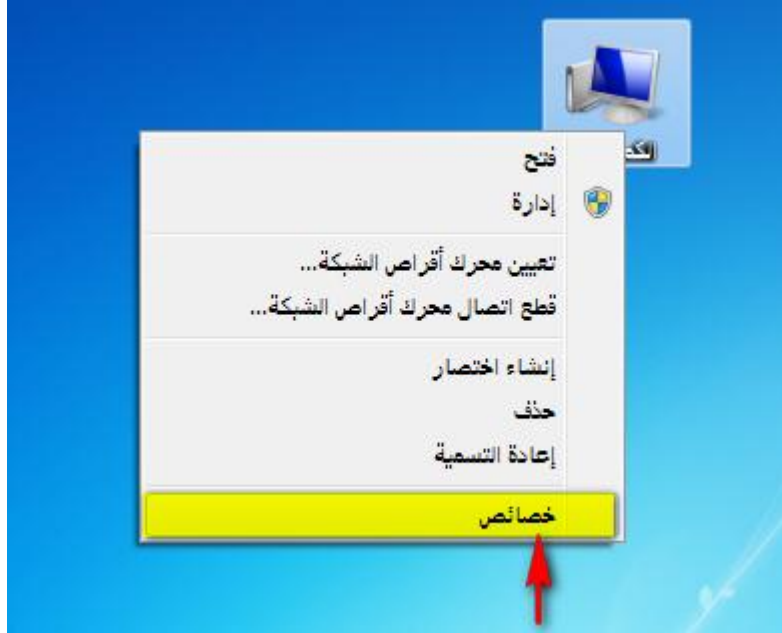 فتح
إدارة
تعيين محرك أقراص الشبكة...
قطع اتصال محرك أقراص الشبكة...
إنشاء اختصار
حذف
إعادة التسمية
خصائص